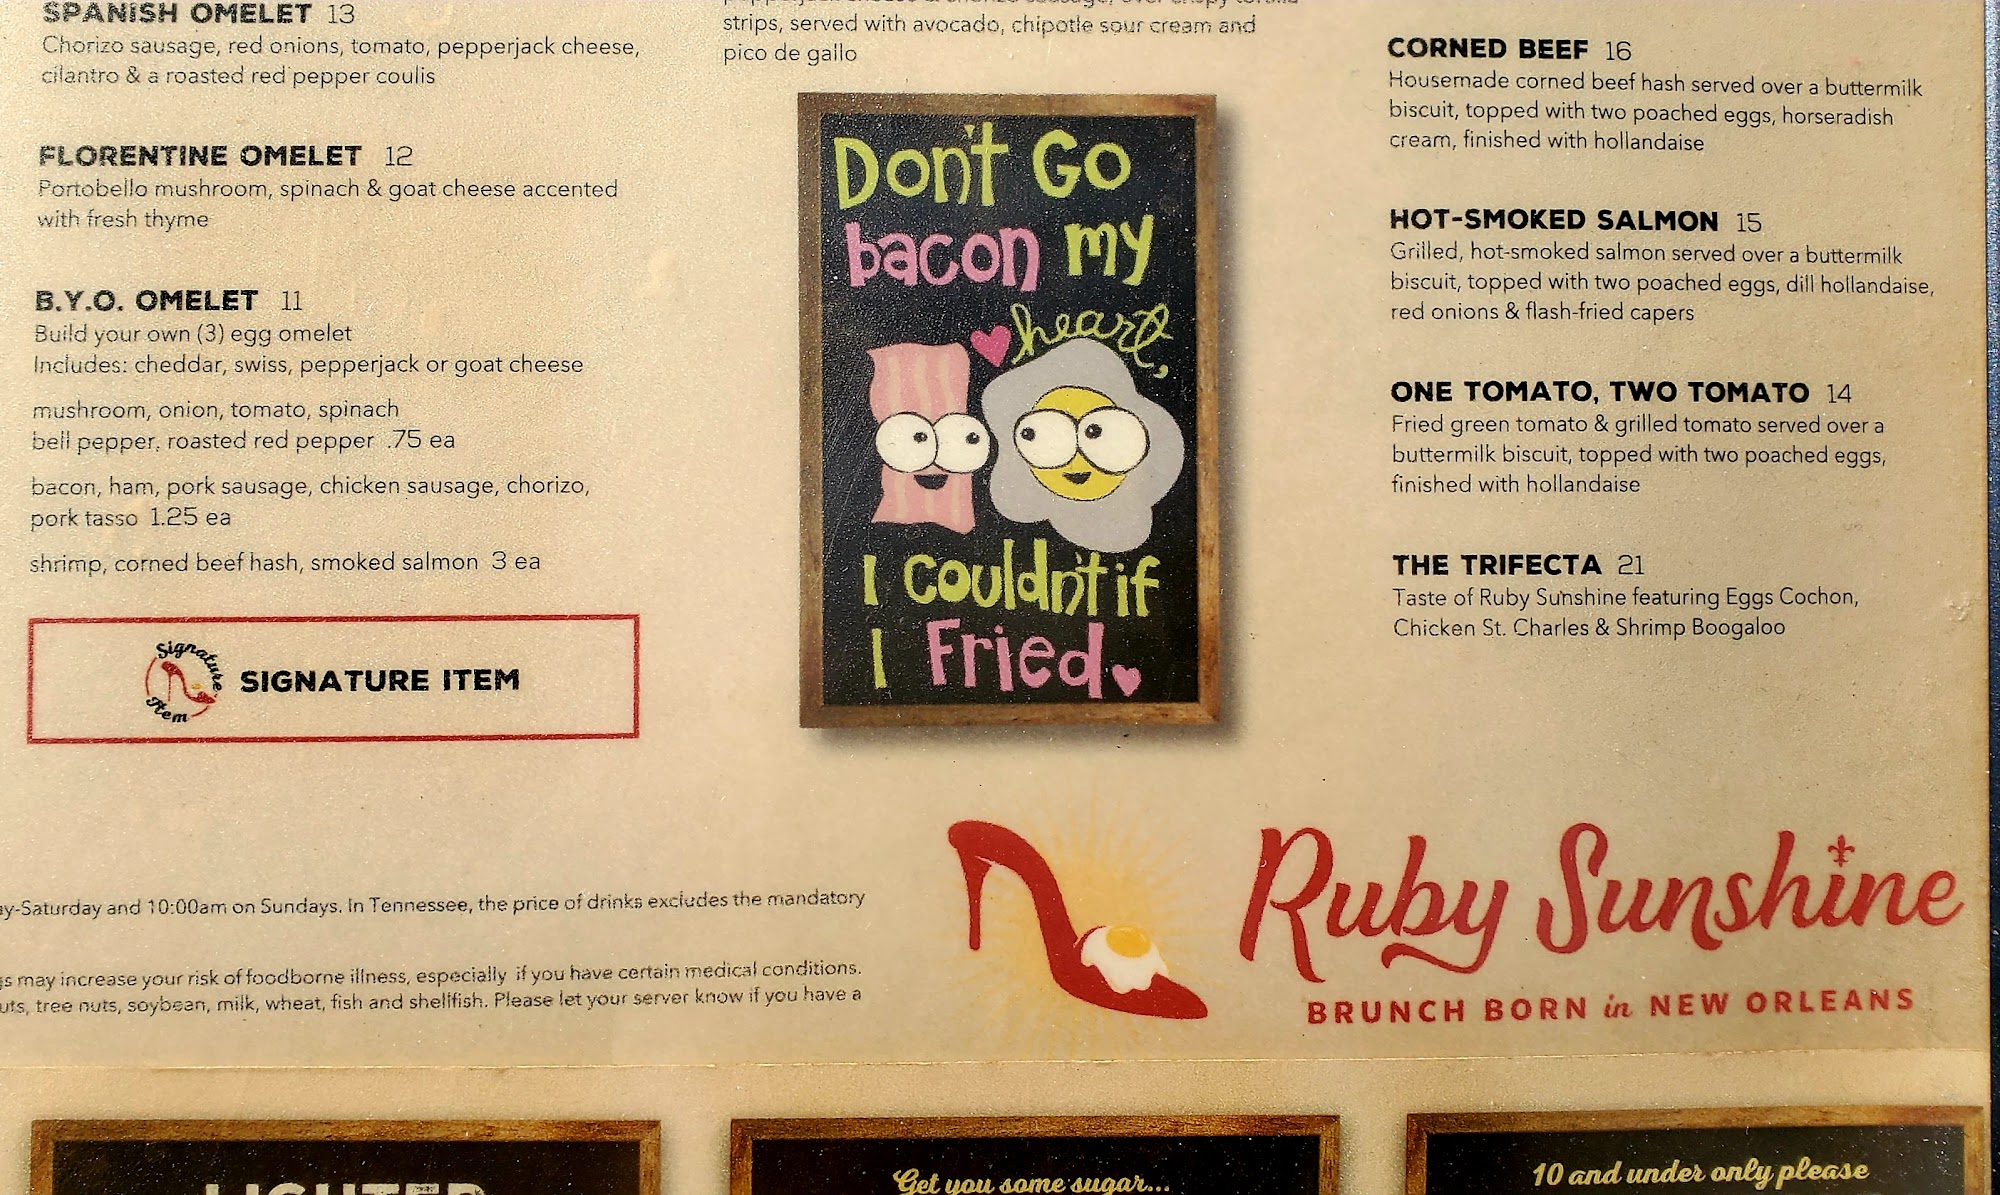 SPANISH OMELET 13
Chorizo sausage, red onions, tomato, pepperjack cheese,
cilantro & a roasted red pepper coulis
FLORENTINE OMELET 12
Portobello mushroom, spinach & goat cheese accented
with fresh thyme
B.Y.O. OMELET 11
Build your own (3) egg omelet
Includes: cheddar, swiss, pepperjack or goat cheese
mushroom, onion, tomato, spinach
bell pepper, roasted red pepper .75 ea
bacon, ham, pork sausage, chicken sausage, chorizo,
pork tasso 1.25 ea
shrimp, corned beef hash, smoked salmon 3 ea
Signature
Item
SIGNATURE ITEM
strips, served with avocado, chipotle sour cream and
pico de gallo
Don't Go
bacon my
heart,
I couldn't if
I Fried
CORNED BEEF 16
Housemade corned beef hash served over a buttermilk
biscuit, topped with two poached eggs, horseradish
cream, finished with hollandaise
HOT-SMOKED SALMON 15
Grilled, hot-smoked salmon served over a buttermilk
biscuit, topped with two poached eggs, dill hollandaise,
red onions & flash-fried capers
ONE TOMATO, TWO TOMATO 14
Fried green tomato & grilled tomato served over a
buttermilk biscuit, topped with two poached eggs,
finished with hollandaise
THE TRIFECTA 21
Taste of Ruby Sunshine featuring Eggs Cochon,
Chicken St. Charles & Shrimp Boogaloo
ay-Saturday and 10:00am on Sundays. In Tennessee, the price of drinks excludes the mandatory
gs may increase your risk of foodborne illness, especially if you have certain medical conditions.
uts, tree nuts, soybean, milk, wheat, fish and shellfish. Please let your server know if you have a
Ruby Sunshine
BRUNCH BORN in NEW ORLEANS
LIGHTER
Get you some sugar...
10 and under only please